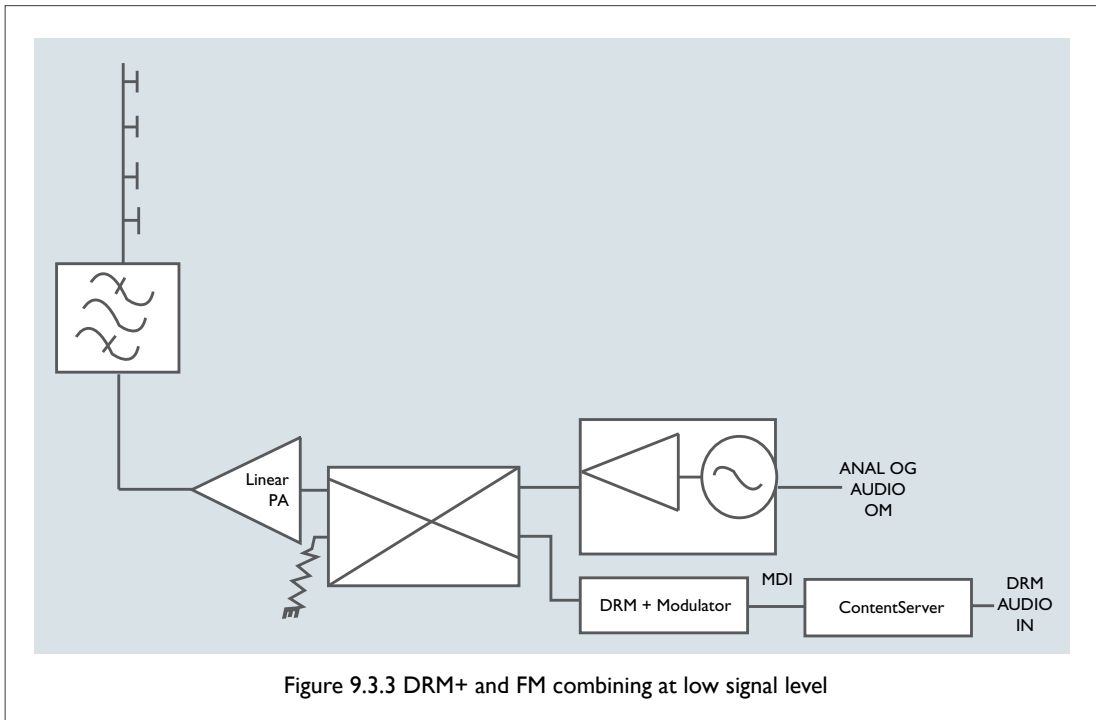 Linear
PA
ANAL OG
AUDIO
OM
DRM + Modulator
MDI
ContentServer
DRM
AUDIO
IN
Figure 9.3.3 DRM+ and FM combining at low signal level